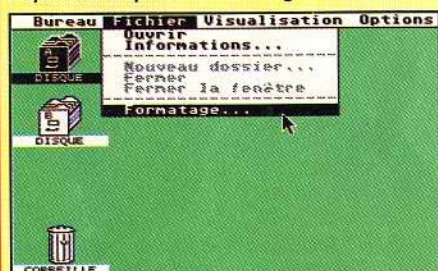 Bureau Fichier Visualisation Options
Ouvrir
Informations...
Nouveau dossier...
Fermer
Fermer la fenêtre
Formatage...
A
DISQUE
B
DISQUE
CORBEILLE